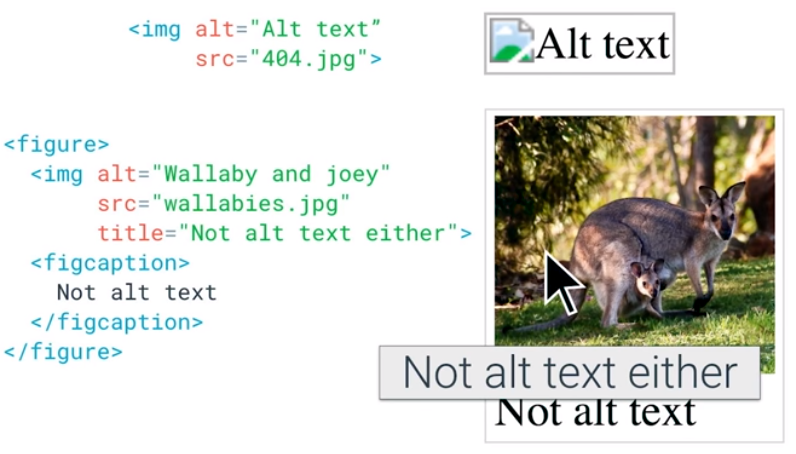 <img alt="Alt text”
src="404.jpg">
Alt text
<figure>
<img alt="Wallaby and joey"
src="wallabies.jpg"
title="Not alt text either">
<figcaption>
Not alt text
</figcaption>
</figure>
Not alt text either
Not alt text